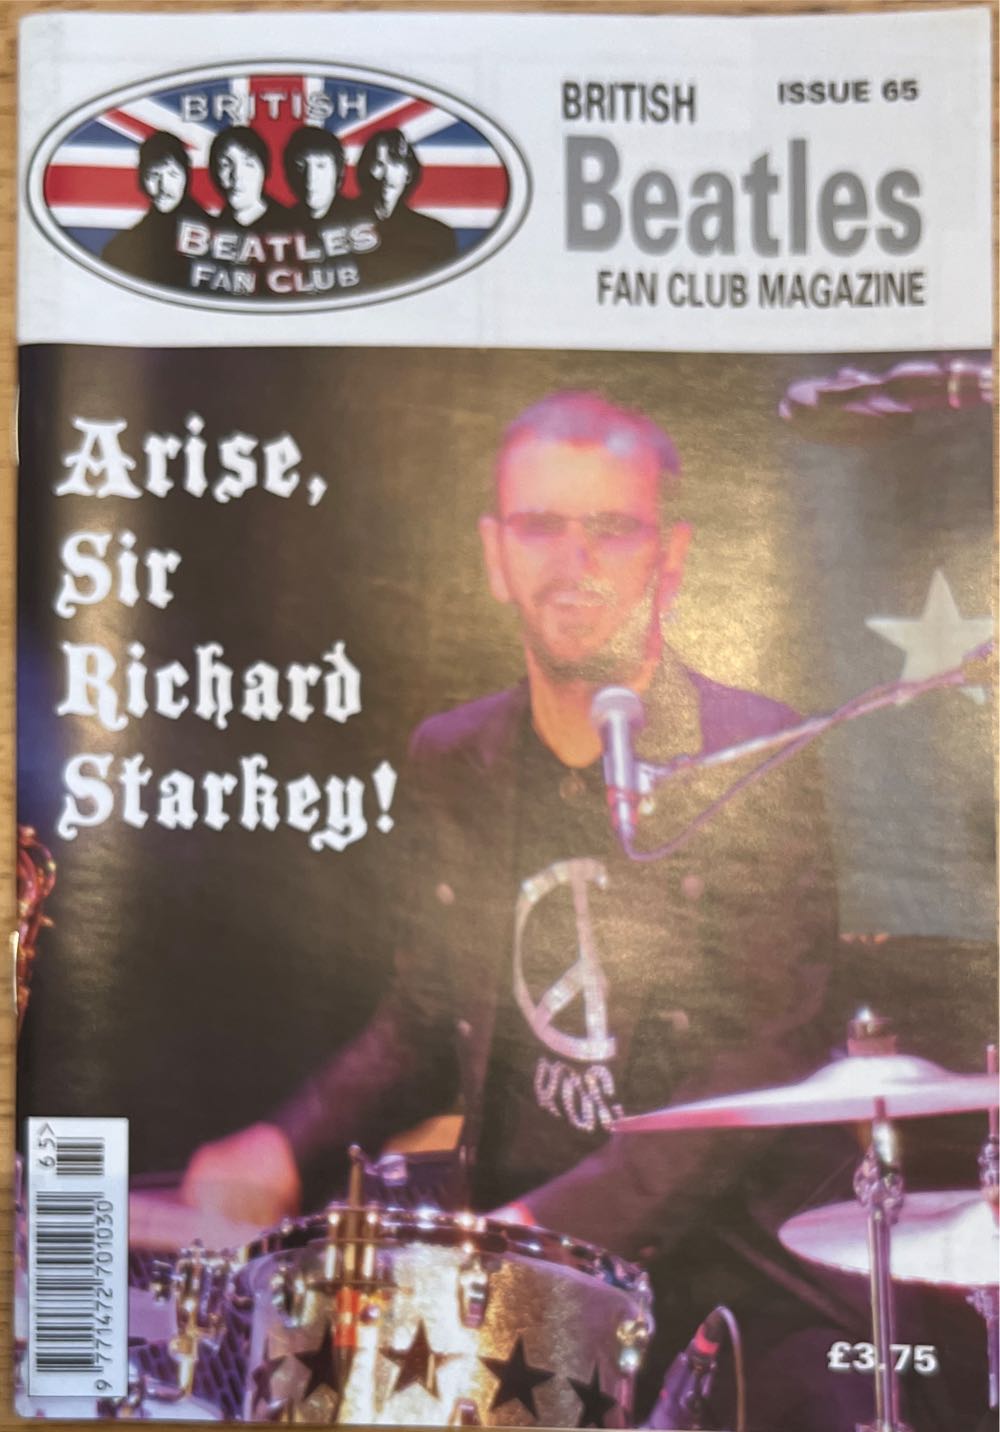 BRITISH
BEATLES
FAN CLUB
BRITISH
ISSUE 65
Beatles
FAN CLUB MAGAZINE
Arise,
Sir
Richard
Starkey!
65>
9 771472 701030
£3.75